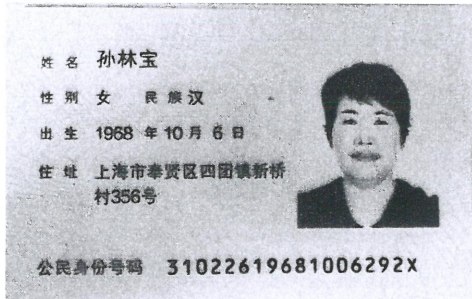 姓名 孙林宝
性别 女 民族 汉
出生 1968 年 10 月 6 日
住址 上海市奉贤区四团镇新桥
村356号
公民身份号码 31022619681006292X